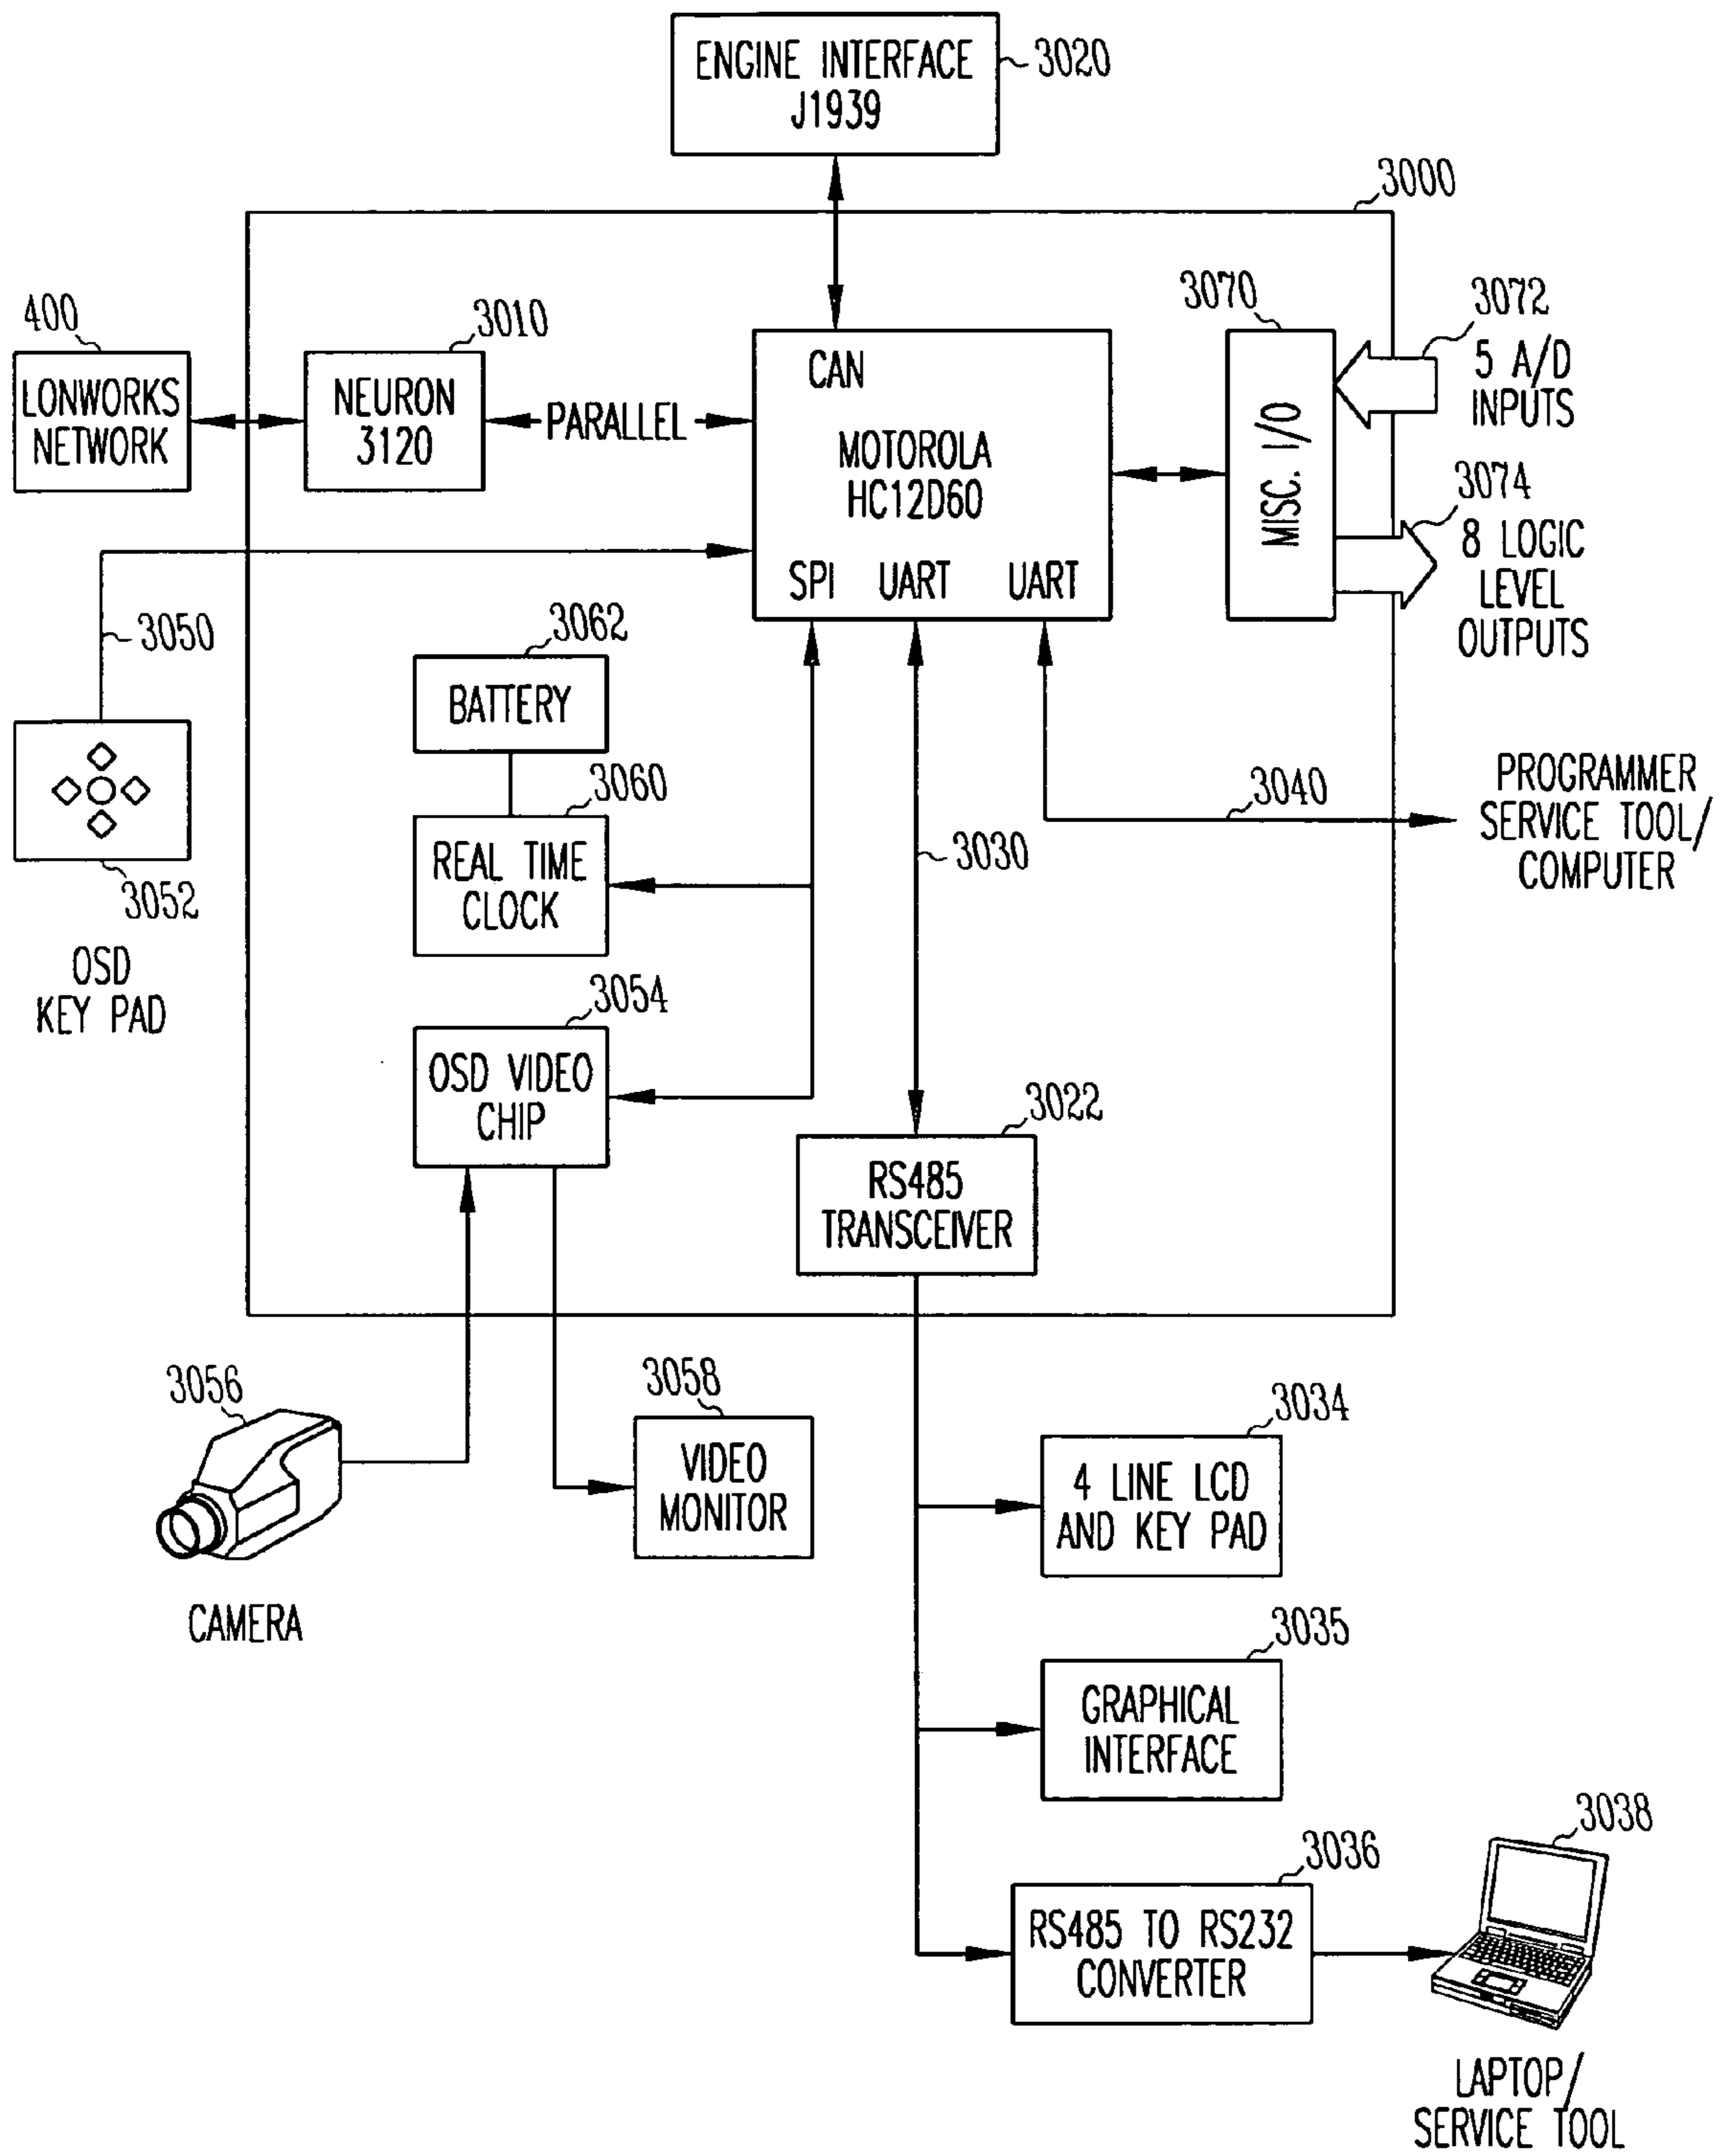 ENGINE INTERFACE
J1939
3020
3000
400
LONWORKS
NETWORK
3010
NEURON
3120
PARALLEL
CAN
MOTOROLA
HC12D60
SPI UART UART
3070
MISC. I/O
3072
5 A/D
INPUTS
3074
8 LOGIC
LEVEL
OUTPUTS
3050
3052
OSD
KEY PAD
3062
BATTERY
3060
REAL TIME
CLOCK
3054
OSD VIDEO
CHIP
3030
3040
PROGRAMMER
SERVICE TOOL/
COMPUTER
3022
RS485
TRANSCEIVER
3056
CAMERA
3058
VIDEO
MONITOR
3034
4 LINE LCD
AND KEY PAD
3035
GRAPHICAL
INTERFACE
3036
RS485 TO RS232
CONVERTER
3038
LAPTOP/
SERVICE TOOL